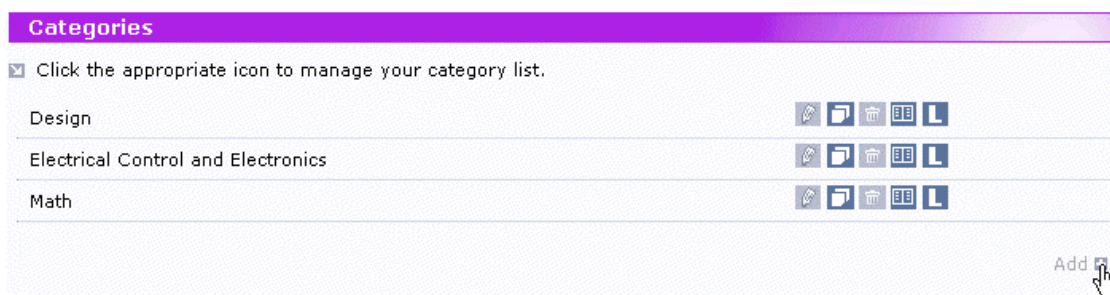 Categories
Click the appropriate icon to manage your category list.
Design L
Electrical Control and Electronics L
Math L
Add